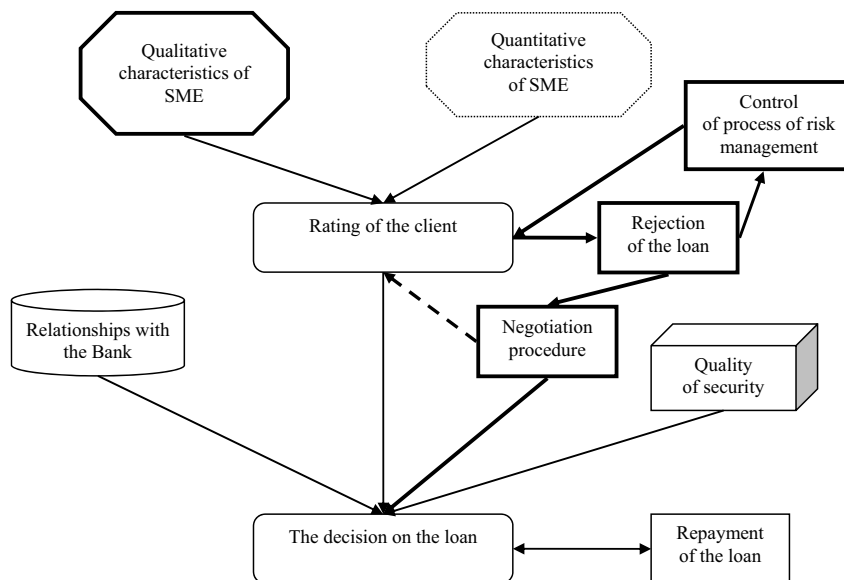 Qualitative
characteristics of
SME
Quantitative
characteristics
of SME
Control
of process of risk
management
Rating of the client
Rejection
of the loan
Relationships with
the Bank
Negotiation
procedure
Quality
of security
The decision on the loan
Repayment
of the loan